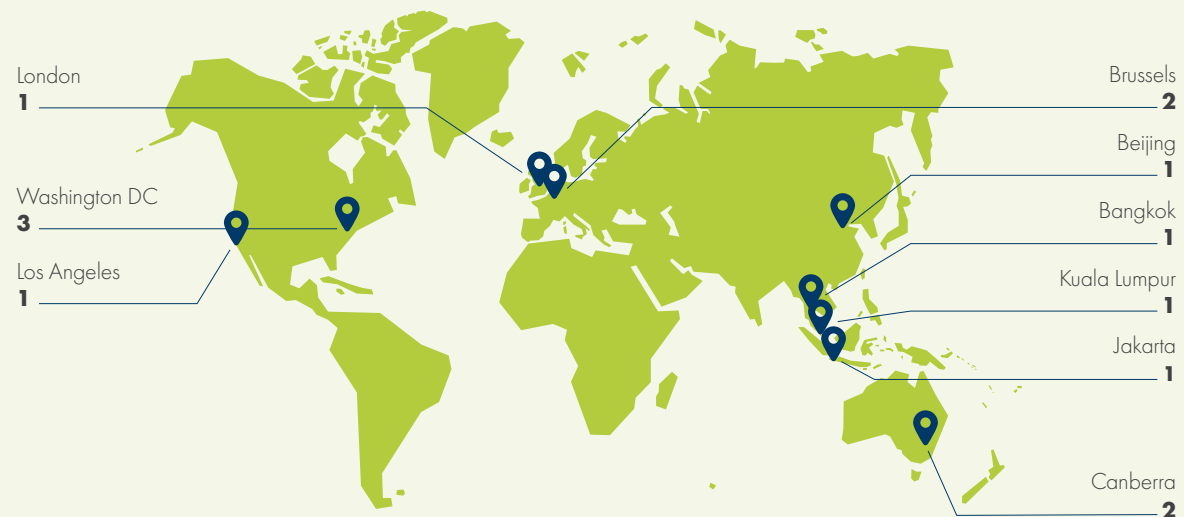 London
1
Washington DC
3
Los Angeles
1
Brussels
2
Beijing
1
Bangkok
1
Kuala Lumpur
1
Jakarta
1
Canberra
2